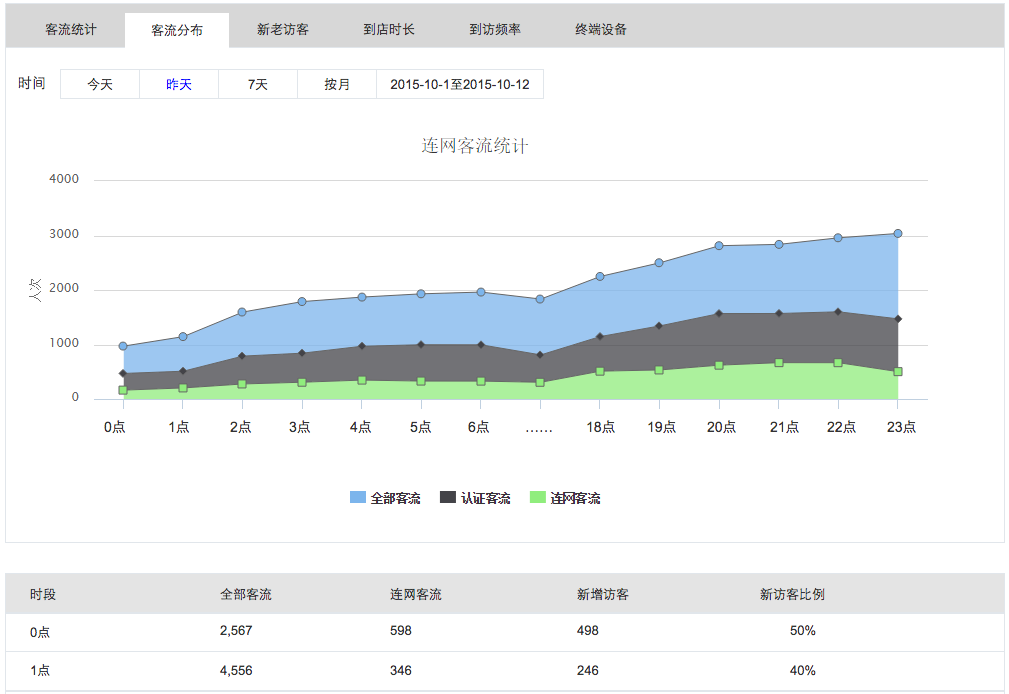 客流统计 客流分布 新老访客 到店时长 到访频率 终端设备
时间 今天 昨天 7天 按月 2015-10-1至2015-10-12
连网客流统计
4000
3000
2000
1000
0
人次
0点 1点 2点 3点 4点 5点 6点 …… 18点 19点 20点 21点 22点 23点
全部客流 认证客流 连网客流
时段 全部客流 连网客流 新增访客 新访客比例
0点 2,567 598 498 50%
1点 4,556 346 246 40%